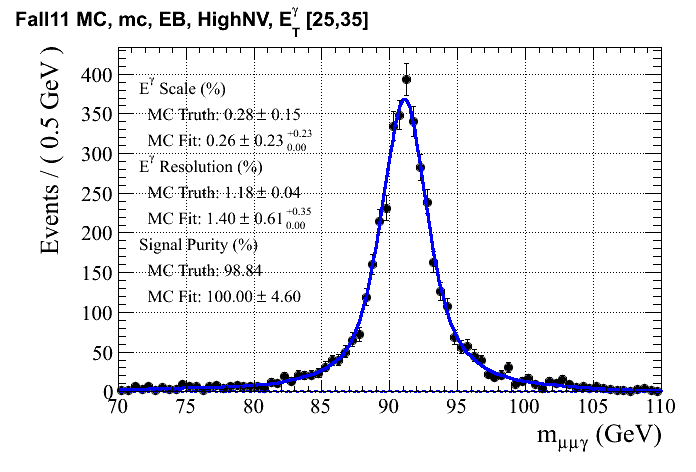 Fall11 MC, mc, EB, HighNV, E_T^γ [25,35]
Events / ( 0.5 GeV )
400
350
300
250
200
150
100
50
0
E^γ Scale (%)
MC Truth: 0.28 ± 0.15
MC Fit: 0.26 ± 0.23 +0.23 0.00
E^γ Resolution (%)
MC Truth: 1.18 ± 0.04
MC Fit: 1.40 ± 0.61 +0.35 0.00
Signal Purity (%)
MC Truth: 98.84
MC Fit: 100.00 ± 4.60
70 75 80 85 90 95 100 105 110
m_μμγ (GeV)